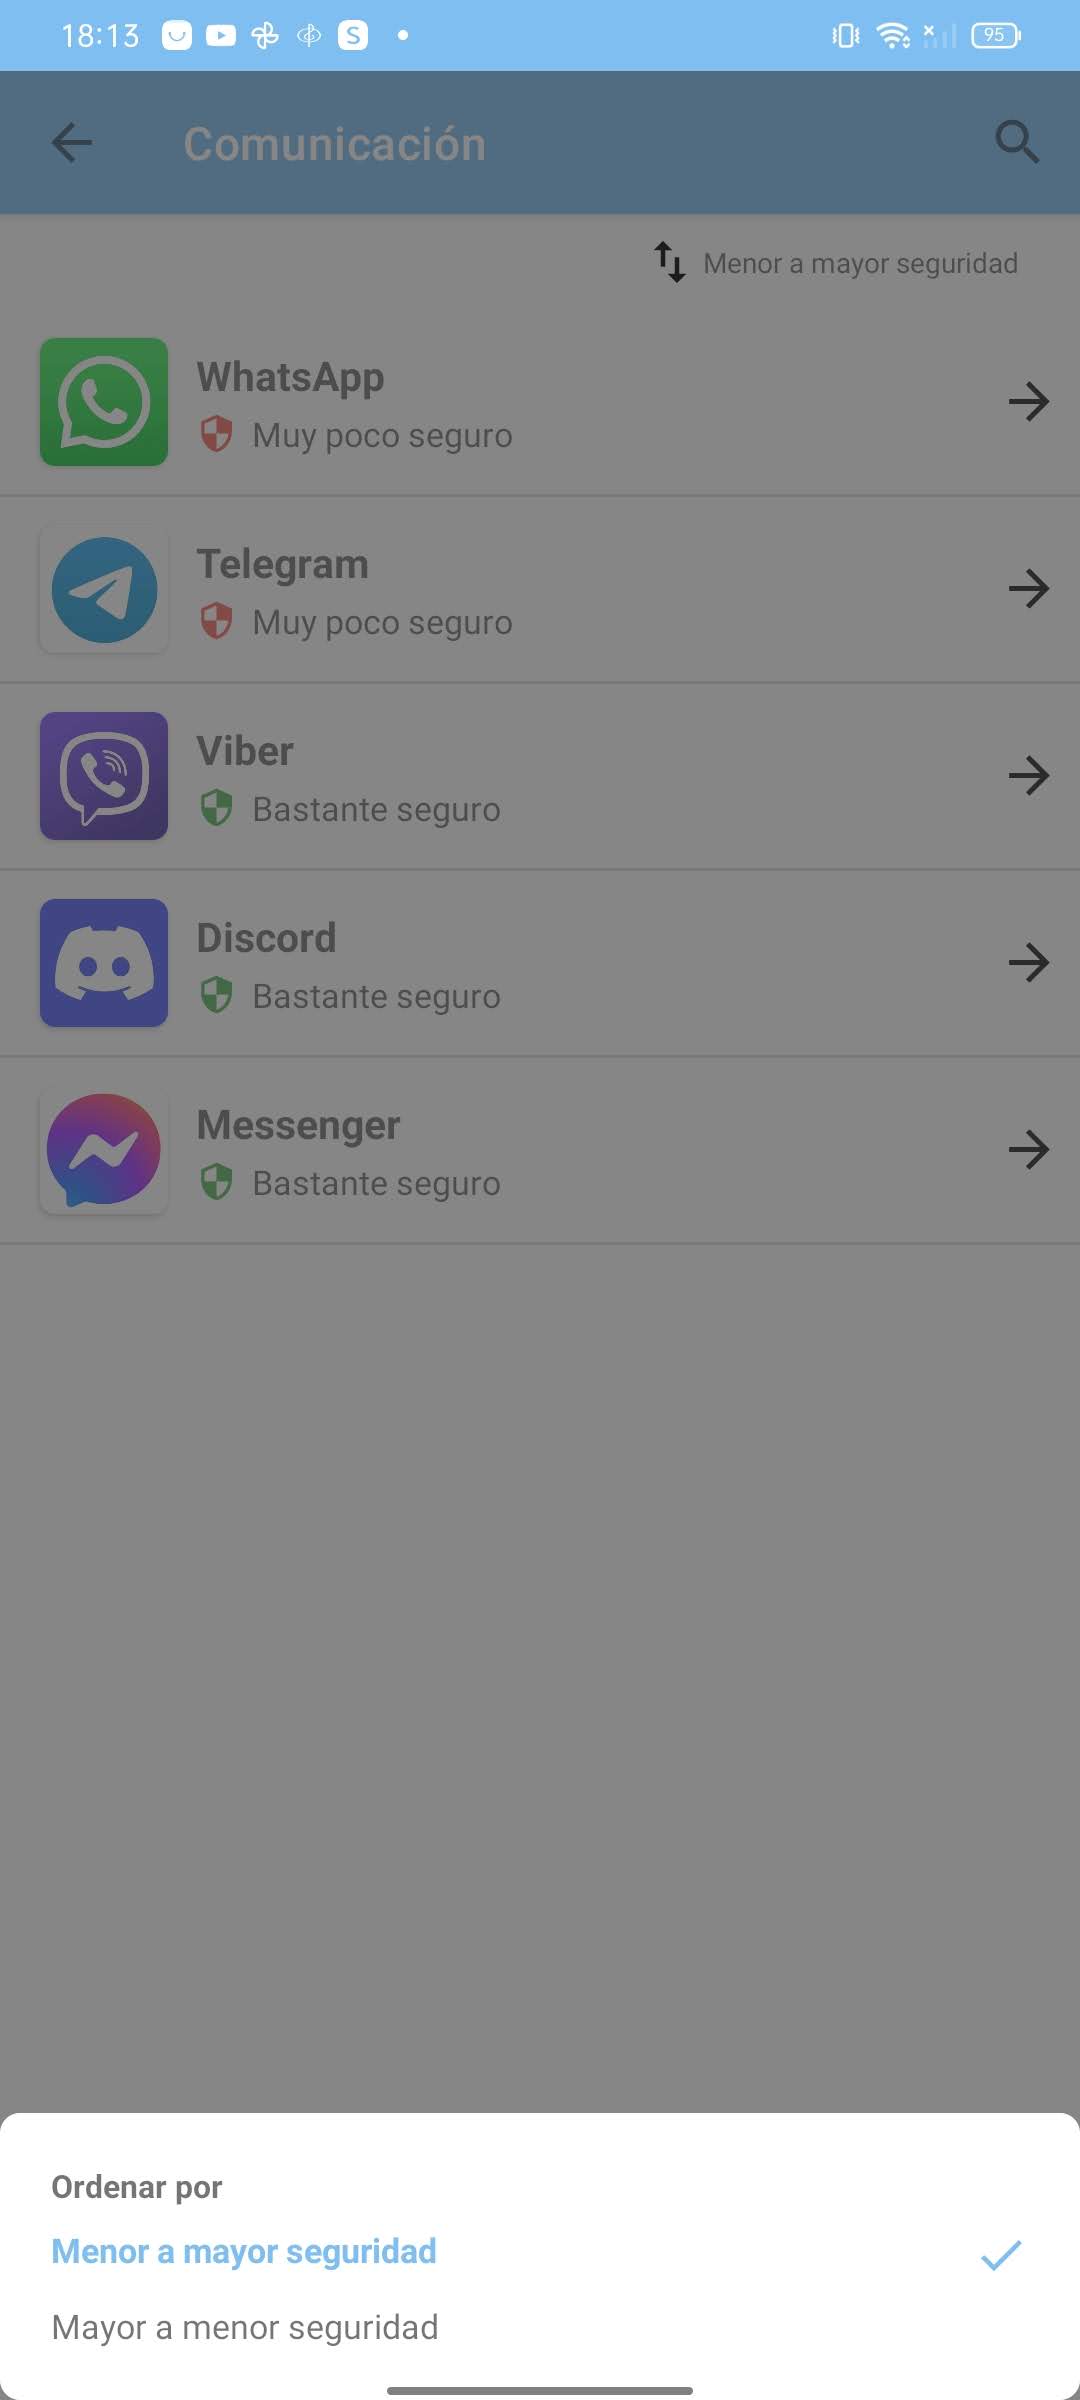 18:13
S
95
Comunicación
Menor a mayor seguridad
WhatsApp
Muy poco seguro
Telegram
Muy poco seguro
Viber
Bastante seguro
Discord
Bastante seguro
Messenger
Bastante seguro
Ordenar por
Menor a mayor seguridad
Mayor a menor seguridad